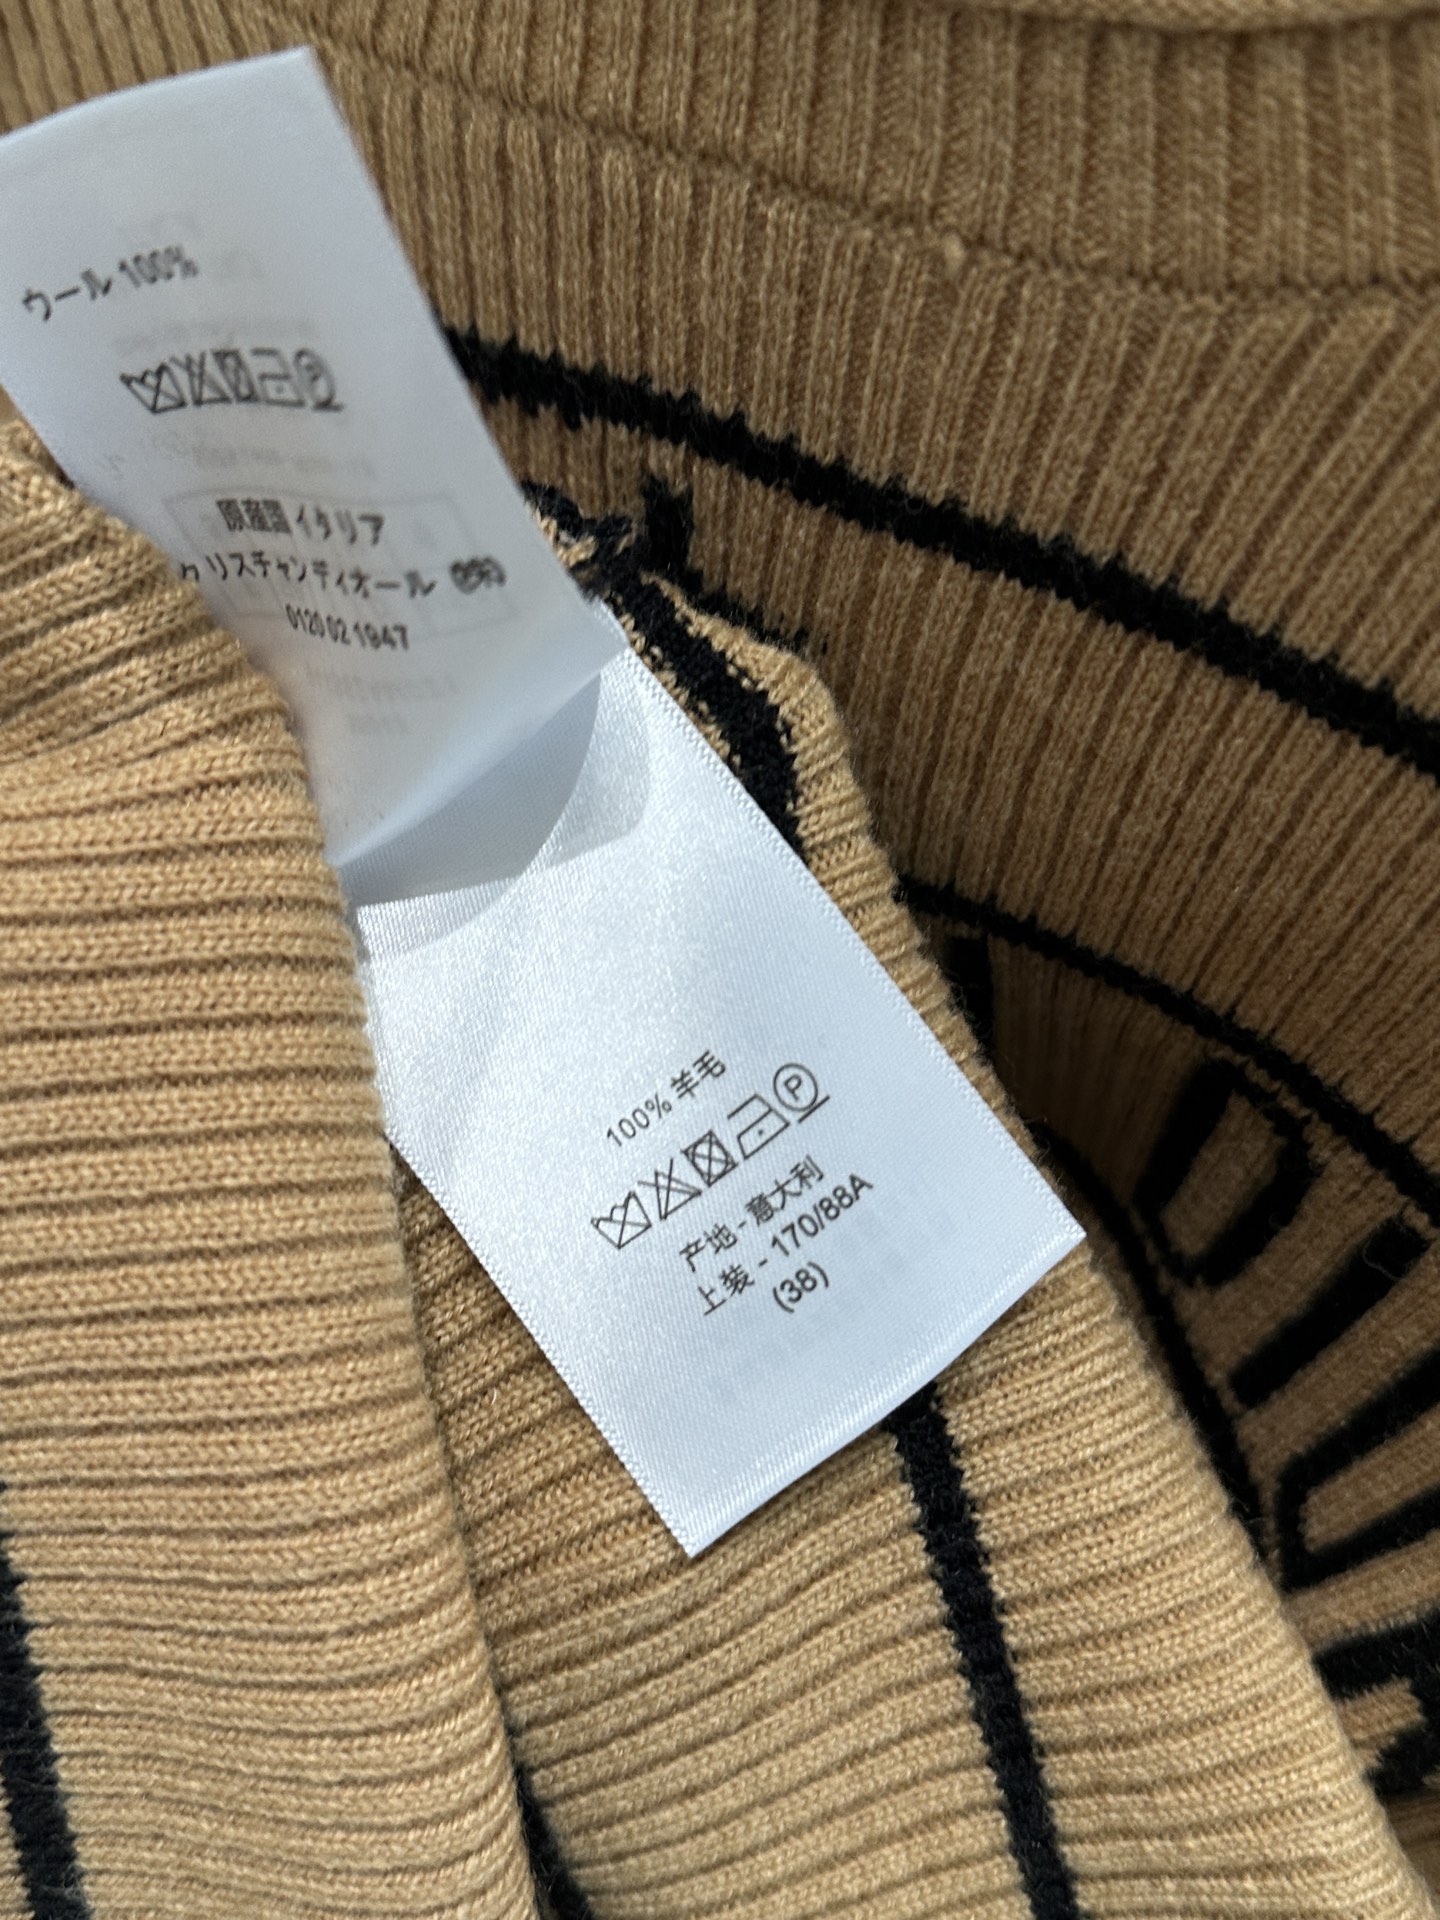 ウール 100%
原産国 イタリア
クリスチャンディオール ㈱
0120 02 1947
100% 羊毛
P
产地 - 意大利
上装 - 170/88A
(38)